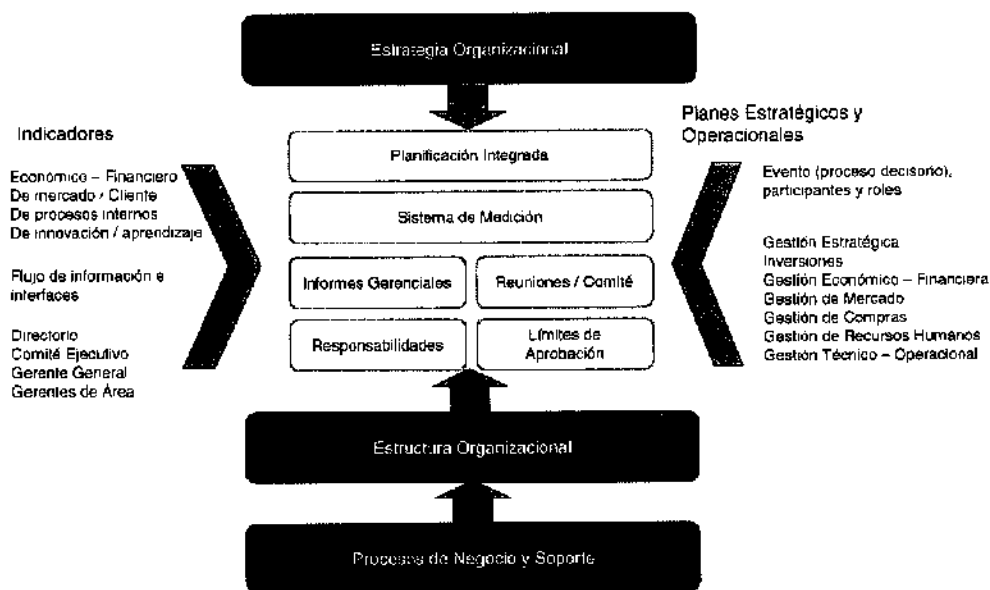 Estrategia Organizacional
Indicadores
Económico – Financiero
De mercado / Cliente
De procesos internos
De innovación / aprendizaje
Flujo de información e
interfaces
Directorio
Comité Ejecutivo
Gerente General
Gerentes de Área
Planificación Integrada
Sistema de Medición
Informes Gerenciales
Reuniones / Comité
Responsabilidades
Límites de
Aprobación
Planes Estratégicos y
Operacionales
Evento (proceso decisorio),
participantes y roles
Gestión Estratégica
Inversiones
Gestión Económico – Financiera
Gestión de Mercado
Gestión de Compras
Gestión de Recursos Humanos
Gestión Técnico – Operacional
Estructura Organizacional
Procesos de Negocio y Soporte